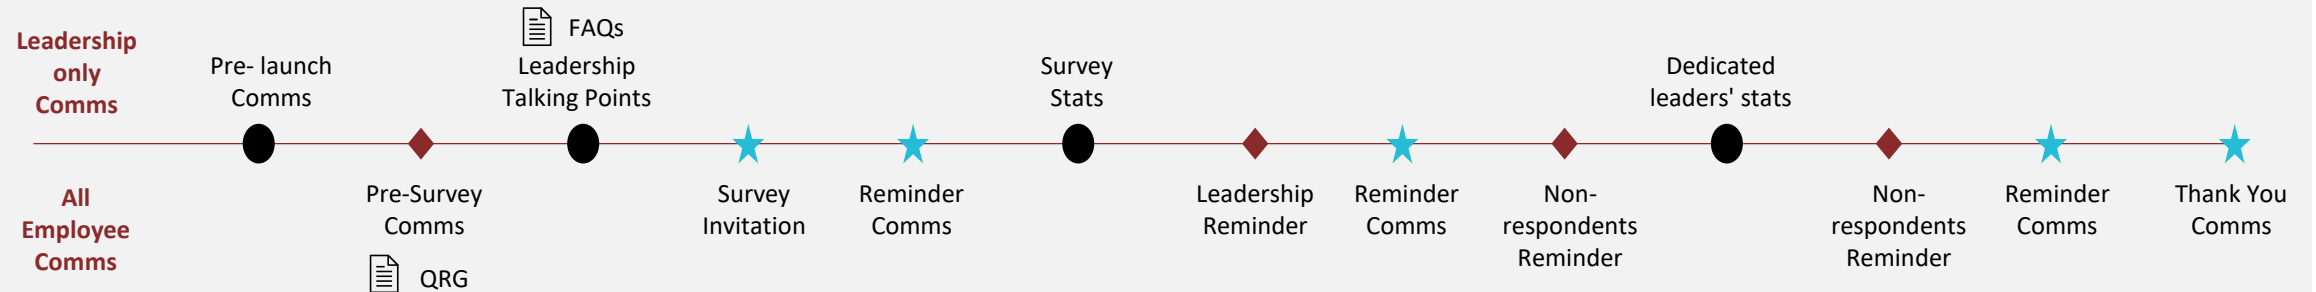 Leadership
only
Comms
Pre- launch
Comms
FAQs
Leadership
Talking Points
Survey
Stats
Dedicated
leaders' stats
All
Employee
Comms
Pre-Survey
Comms
QRG
Survey
Invitation
Reminder
Comms
Leadership
Reminder
Reminder
Comms
Non-
respondents
Reminder
Non-
respondents
Reminder
Reminder
Comms
Thank You
Comms